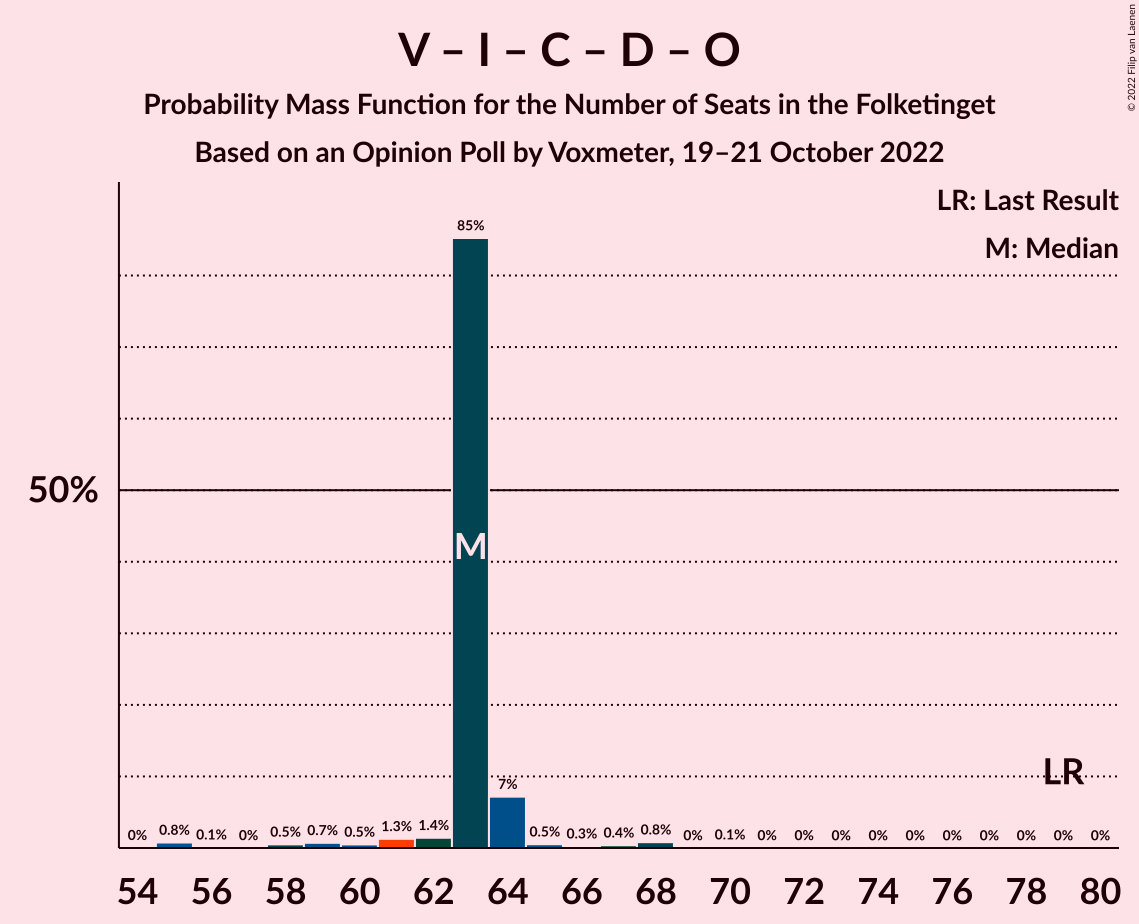 V – I – C – D – O
Probability Mass Function for the Number of Seats in the Folketinget
Based on an Opinion Poll by Voxmeter, 19–21 October 2022
© 2022 Filip van Laenen
LR: Last Result
M: Median
85%
50%
M
LR
7%
0% 0.8% 0.1% 0% 0.5% 0.7% 0.5% 1.3% 1.4% 0.5% 0.3% 0.4% 0.8% 0% 0.1% 0% 0% 0% 0% 0% 0% 0% 0% 0% 0%
54 56 58 60 62 64 66 68 70 72 74 76 78 80